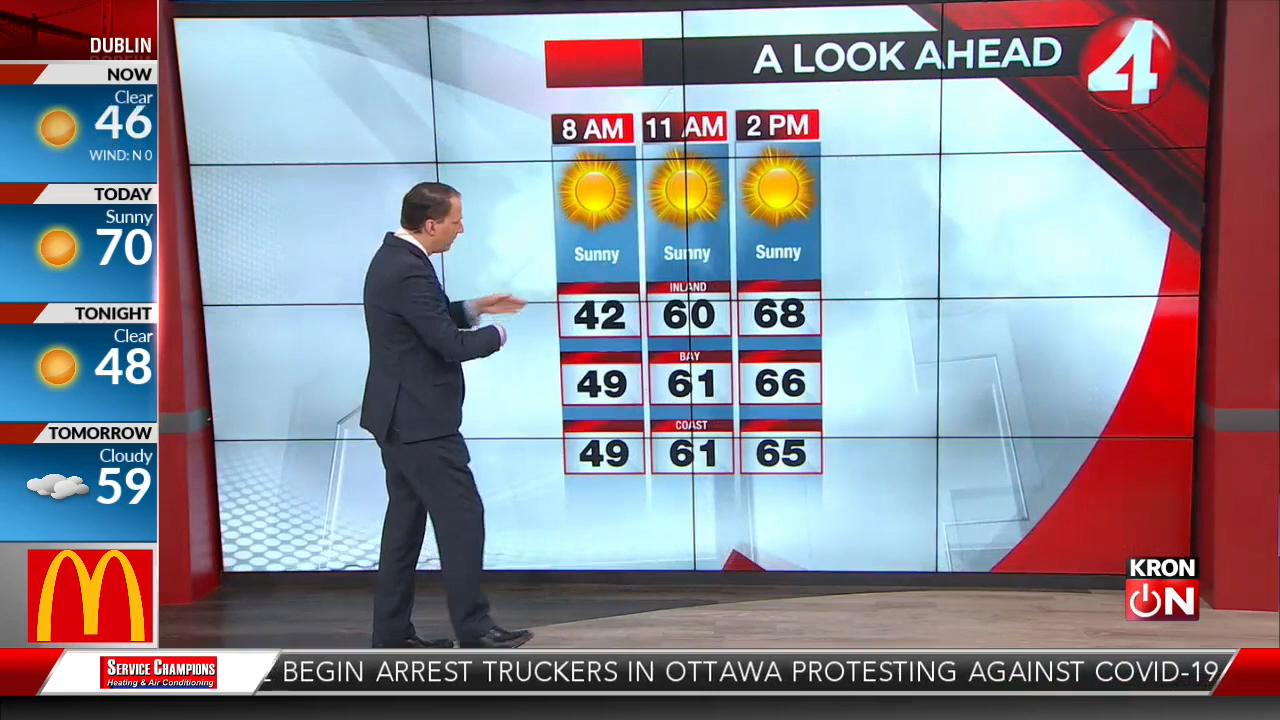 DUBLIN
NOW
Clear
46
WIND: N 0
TODAY
Sunny
70
TONIGHT
Clear
48
TOMORROW
Cloudy
59
A LOOK AHEAD
4
8 AM 11 AM 2 PM
Sunny Sunny Sunny
INLAND
42 60 68
BAY
49 61 66
COAST
49 61 65
KRON
ON
SERVICE CHAMPIONS
Heating & Air Conditioning
BEGIN ARREST TRUCKERS IN OTTAWA PROTESTING AGAINST COVID-19